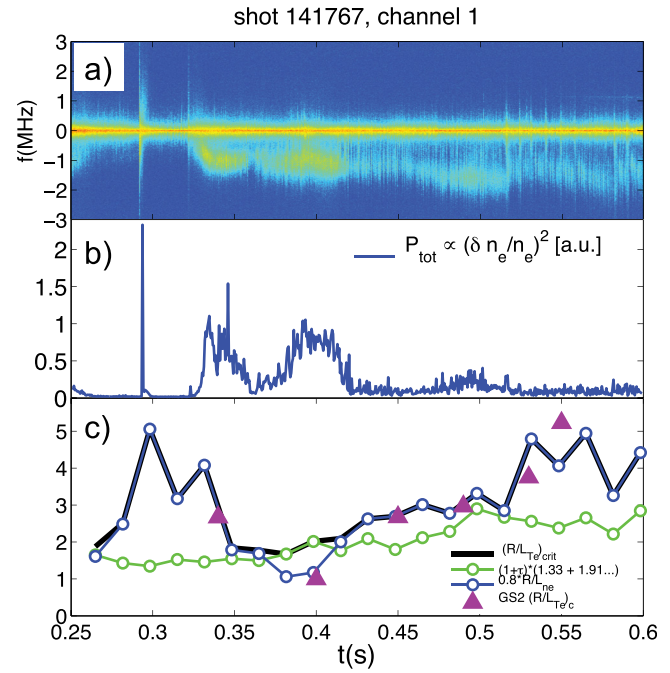 shot 141767, channel 1
a)
f(MHz)
3
2
1
0
−1
−2
−3
b)
P_tot ∝ (δ n_e/n_e)² [a.u.]
2
1.5
1
0.5
0
c)
5
4
3
2
1
0
(R/L_Te)_crit
(1+τ)*(1.33 + 1.91...)
0.8*R/L_ne
GS2 (R/L_Te)_c
0.25 0.3 0.35 0.4 0.45 0.5 0.55 0.6
t(s)